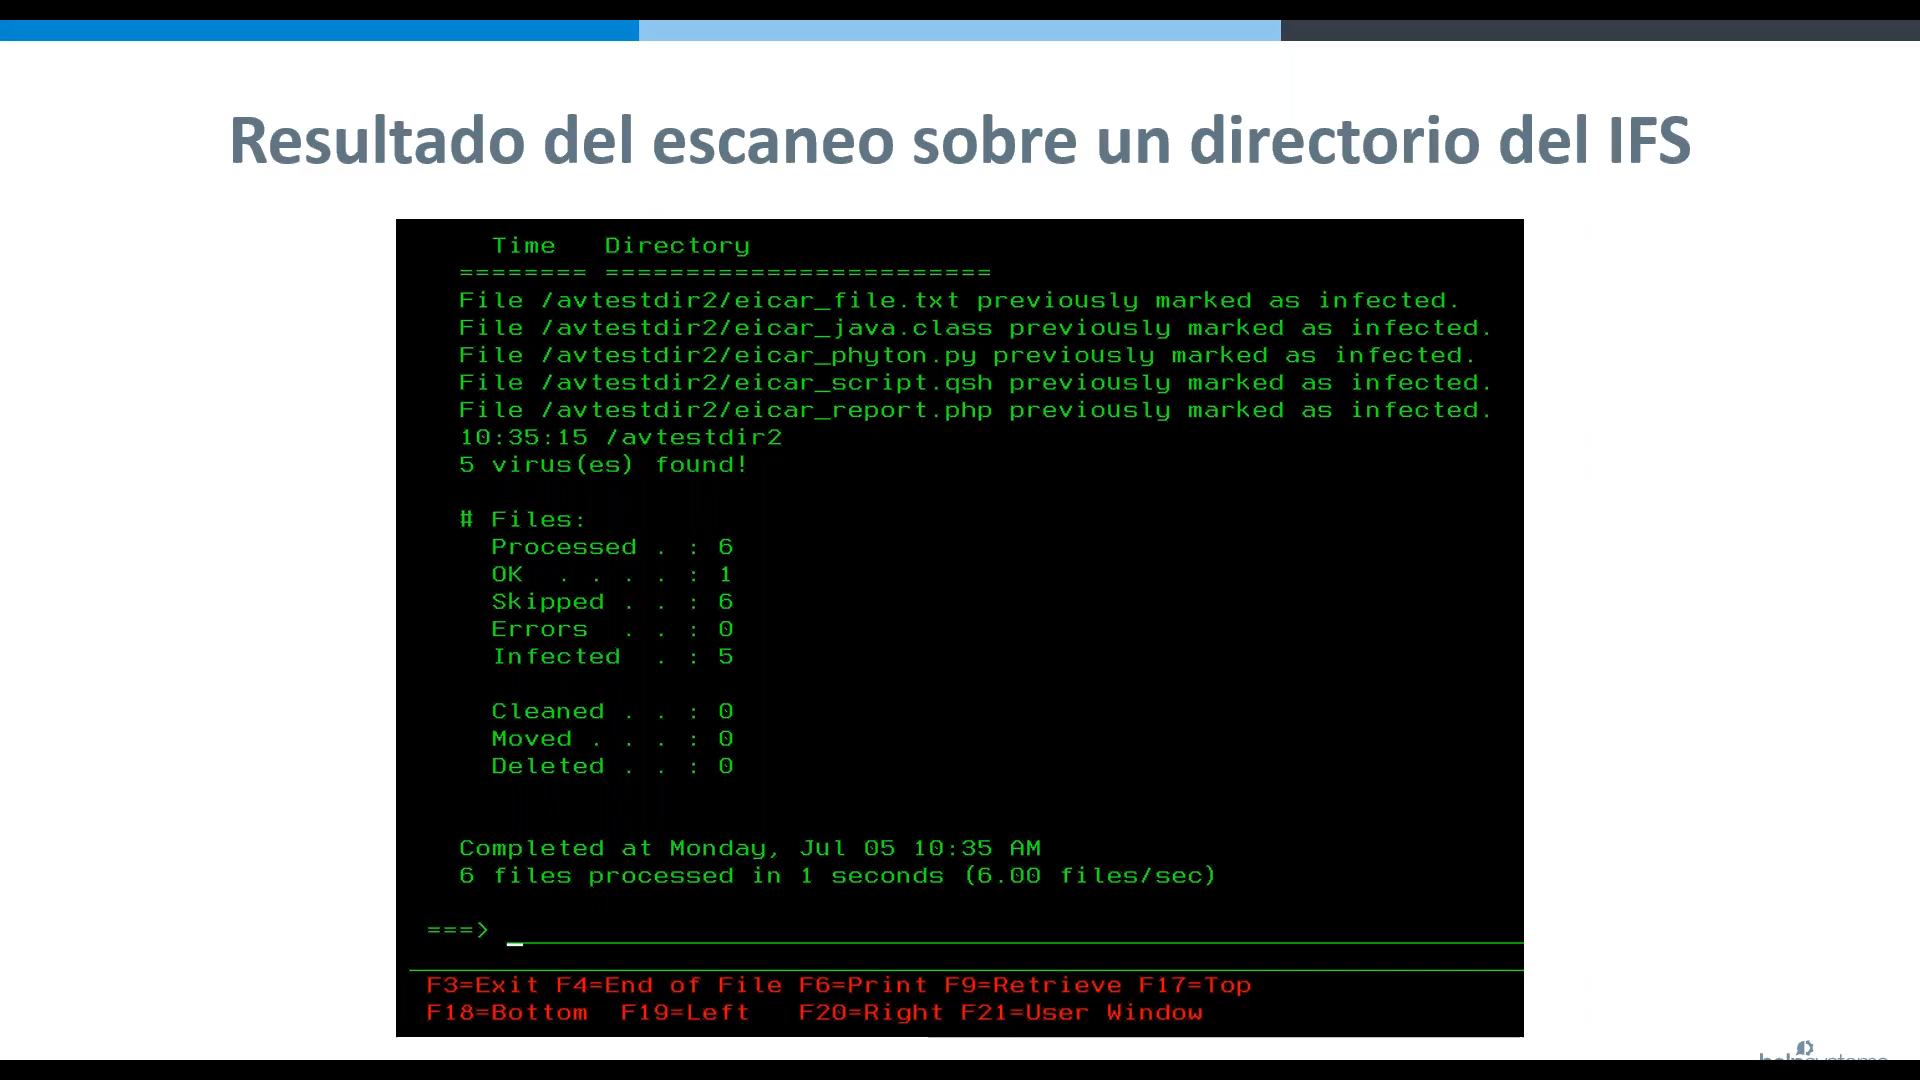 Resultado del escaneo sobre un directorio del IFS
Time Directory
======== ========================
File /avtestdir2/eicar_file.txt previously marked as infected.
File /avtestdir2/eicar_java.class previously marked as infected.
File /avtestdir2/eicar_phyton.py previously marked as infected.
File /avtestdir2/eicar_script.qsh previously marked as infected.
File /avtestdir2/eicar_report.php previously marked as infected.
10:35:15 /avtestdir2
5 virus(es) found!
# Files:
Processed . : 6
OK . . . . : 1
Skipped . . : 6
Errors . . : 0
Infected . : 5
Cleaned . . : 0
Moved . . . : 0
Deleted . . : 0
Completed at Monday, Jul 05 10:35 AM
6 files processed in 1 seconds (6.00 files/sec)
===>
F3=Exit F4=End of File F6=Print F9=Retrieve F17=Top
F18=Bottom F19=Left F20=Right F21=User Window